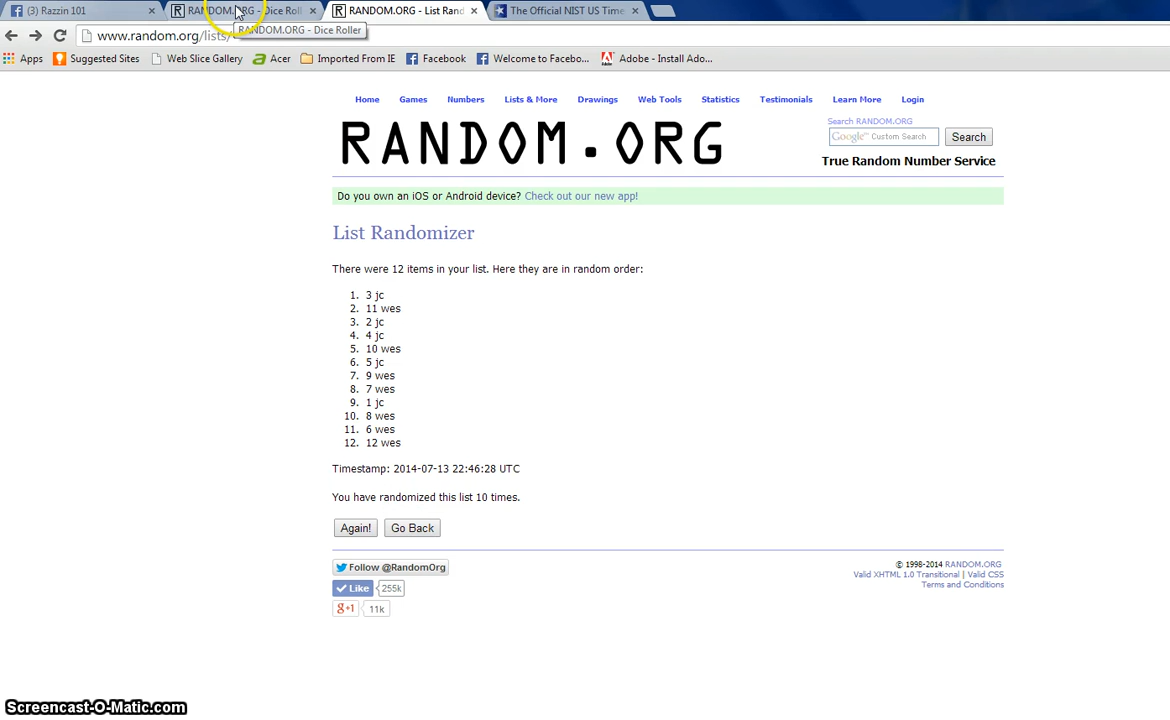 (3) Razzin 101
RANDOM.ORG - Dice Roll
RANDOM.ORG - List Rand
The Official NIST US Time
www.random.org/lists/
RANDOM.ORG - Dice Roller
Apps Suggested Sites Web Slice Gallery Acer Imported From IE Facebook Welcome to Facebo... Adobe - Install Ado...
Home Games Numbers Lists & More Drawings Web Tools Statistics Testimonials Learn More Login
RANDOM.ORG
Search RANDOM.ORG
Google™ Custom Search Search
True Random Number Service
Do you own an iOS or Android device? Check out our new app!
List Randomizer
There were 12 items in your list. Here they are in random order:
1. 3 jc
2. 11 wes
3. 2 jc
4. 4 jc
5. 10 wes
6. 5 jc
7. 9 wes
8. 7 wes
9. 1 jc
10. 8 wes
11. 6 wes
12. 12 wes
Timestamp: 2014-07-13 22:46:28 UTC
You have randomized this list 10 times.
Again! Go Back
Follow @RandomOrg
Like 255k
g+1 11k
© 1998-2014 RANDOM.ORG
Valid XHTML 1.0 Transitional | Valid CSS
Terms and Conditions
Screencast-O-Matic.com